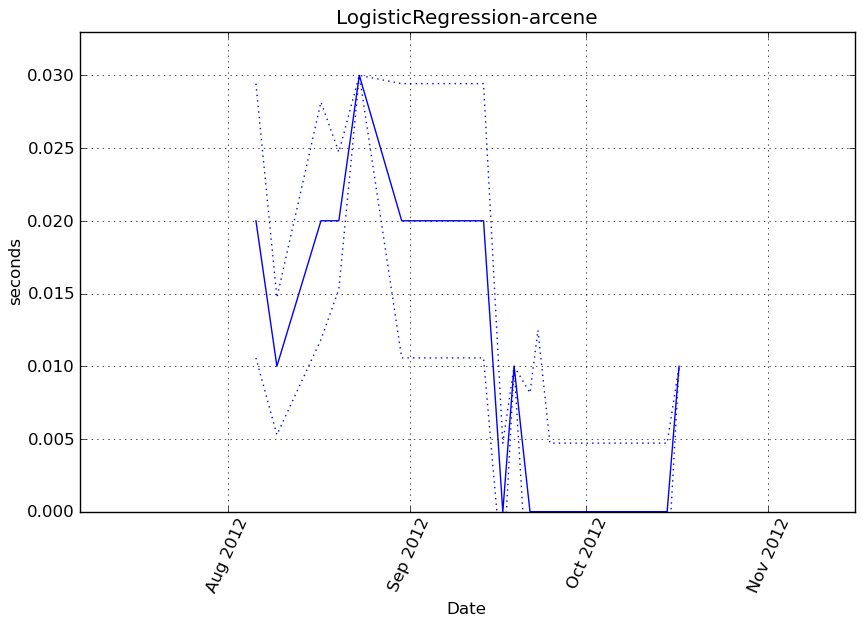 LogisticRegression-arcene
0.030
0.025
0.020
0.015
0.010
0.005
0.000
seconds
Aug 2012
Sep 2012
Oct 2012
Nov 2012
Date